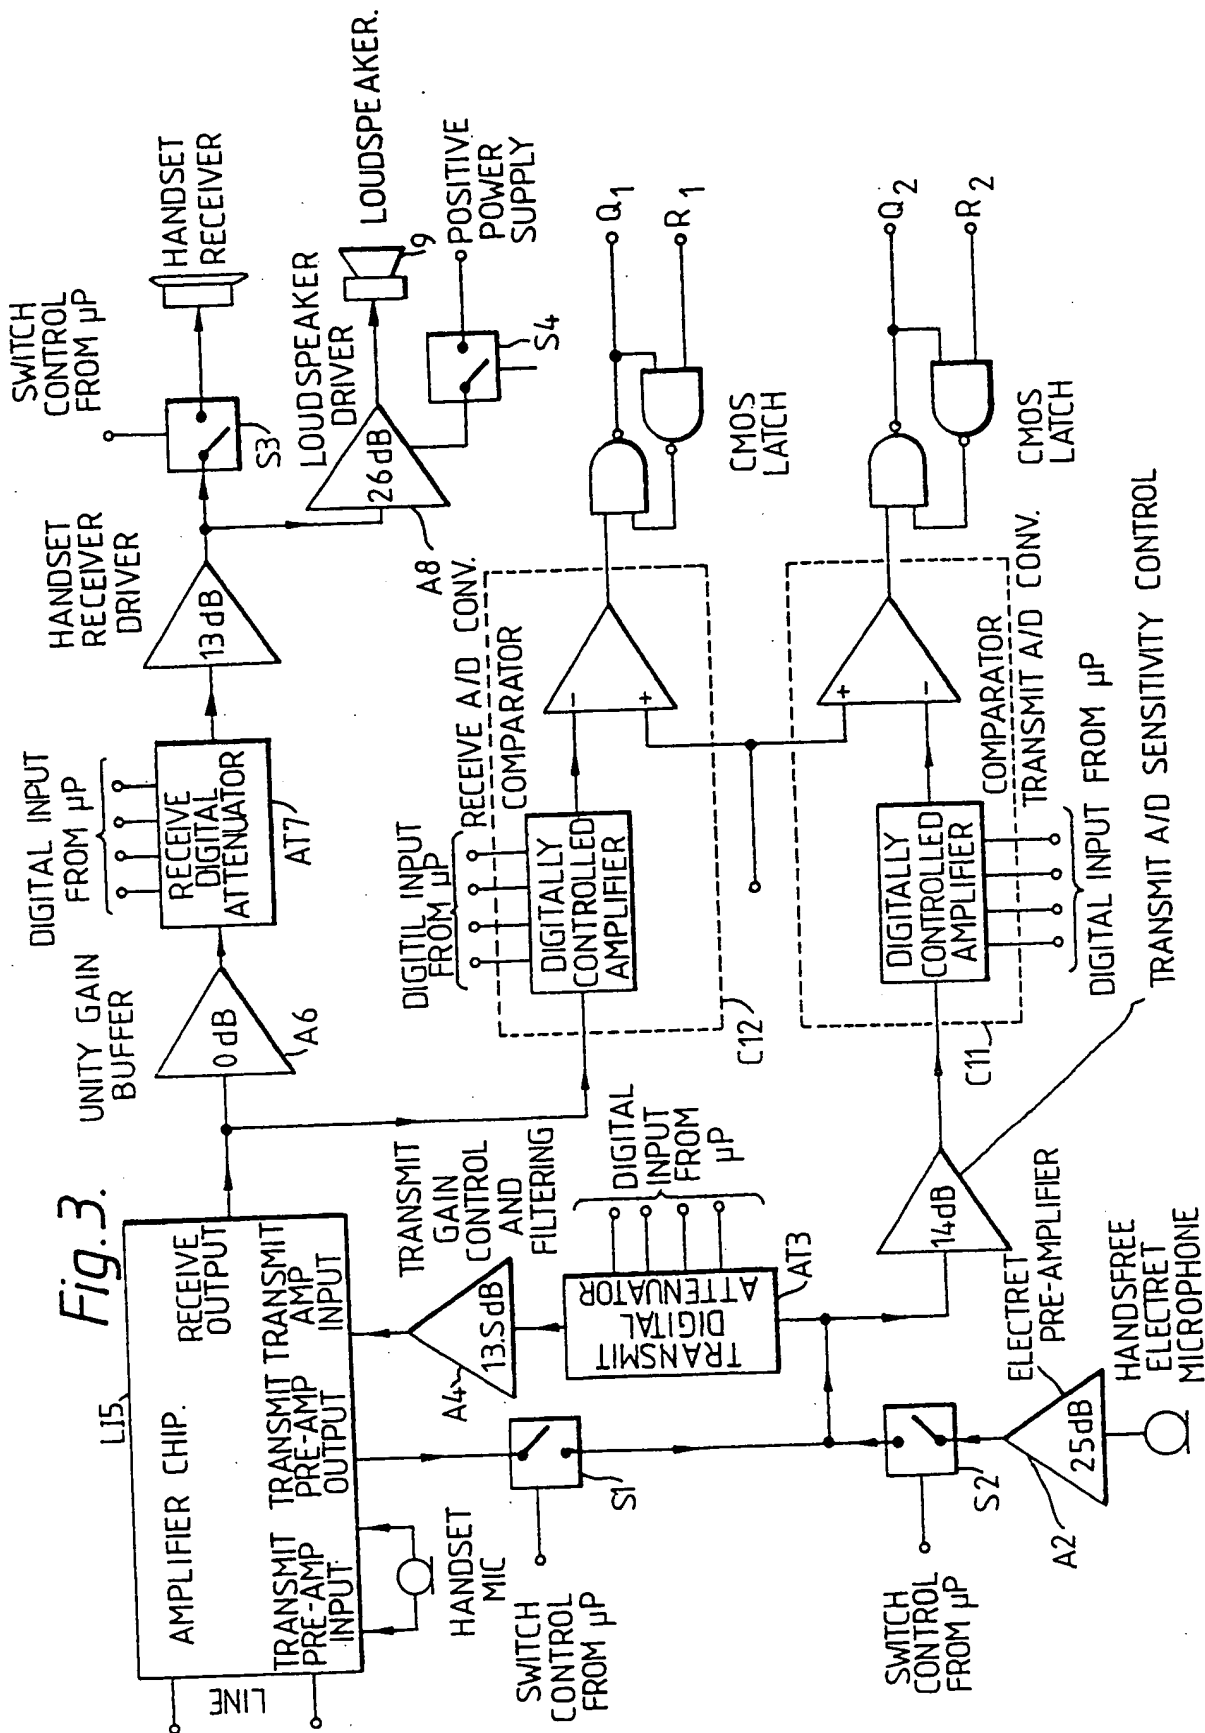 Fig. 3.
LI5
AMPLIFIER CHIP.
LINE
RECEIVE
OUTPUT
TRANSMIT
AMP
INPUT
TRANSMIT
PRE-AMP
OUTPUT
TRANSMIT
PRE-AMP
INPUT
HANDSET
MIC
UNITY GAIN
BUFFER
0dB
A6
DIGITAL INPUT
FROM µP
RECEIVE
DIGITAL
ATTENUATOR
AT7
HANDSET
RECEIVER
DRIVER
13dB
SWITCH
CONTROL
FROM µP
S3
HANDSET
RECEIVER
LOUDSPEAKER
DRIVER
26dB
A8
LOUDSPEAKER.
9
S4
POSITIVE
POWER
SUPPLY
TRANSMIT
GAIN
CONTROL
AND
FILTERING
13.5dB
A4
TRANSMIT
DIGITAL
ATTENUATOR
AT3
DIGITAL
INPUT
FROM
µP
SWITCH
CONTROL
FROM µP
S1
SWITCH
CONTROL
FROM µP
S2
25dB
A2
ELECTRET
PRE-AMPLIFIER
HANDSFREE
ELECTRET
MICROPHONE
14dB
TRANSMIT A/D SENSITIVITY CONTROL
DIGITIL INPUT
FROM µP
RECEIVE A/D CONV.
COMPARATOR
DIGITALLY
CONTROLLED
AMPLIFIER
−
+
C12
CMOS
LATCH
Q1
R1
C11
DIGITALLY
CONTROLLED
AMPLIFIER
+
−
COMPARATOR
TRANSMIT A/D CONV.
DIGITAL INPUT FROM µP
CMOS
LATCH
Q2
R2